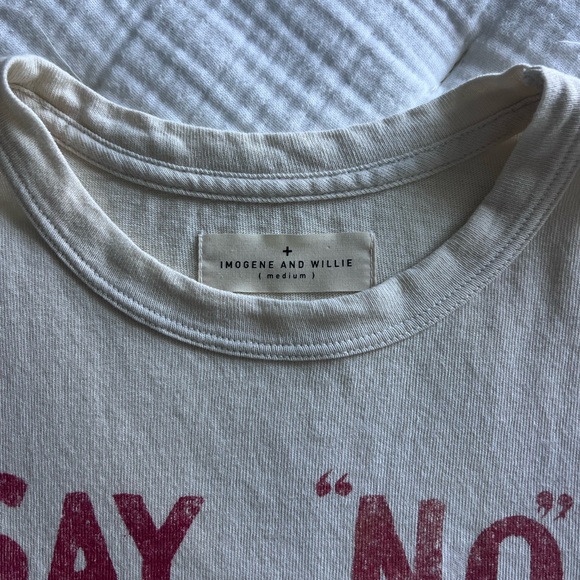 +
IMOGENE AND WILLIE
( medium )
SAY “NO”